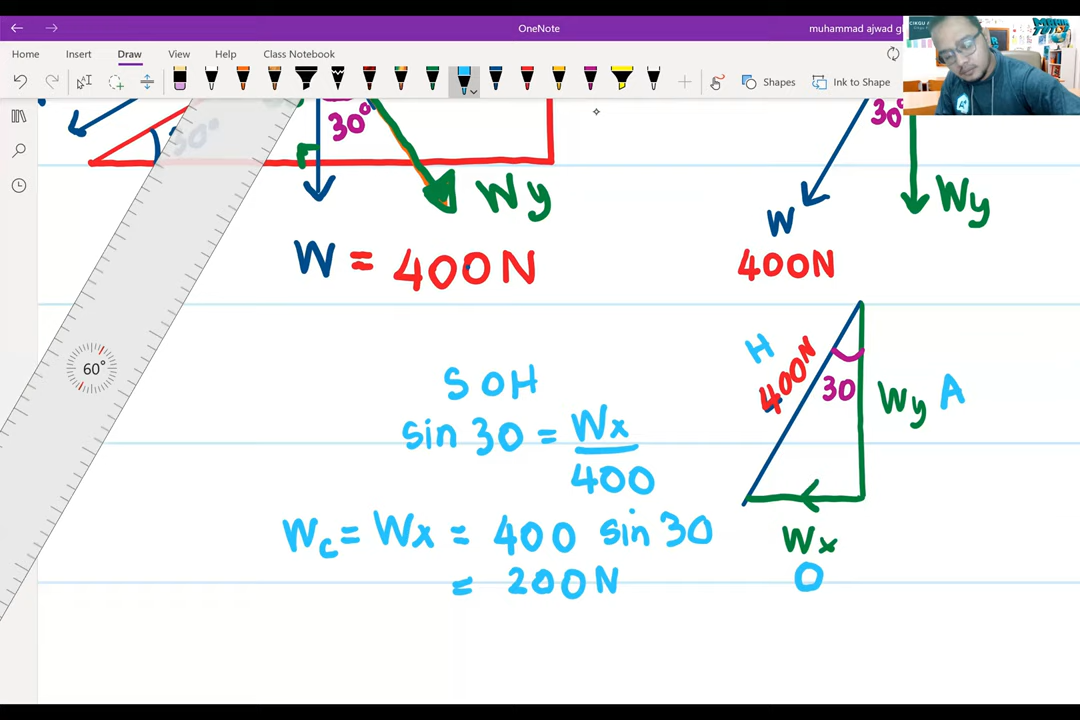 OneNote
muhammad ajwad
Home Insert Draw View Help Class Notebook
Shapes Ink to Shape
30°
30°
30°
Wy
W = 400N
W
400N
Wy
60°
H
400N
30
Wy A
Wx
O
SOH
sin 30 = Wx
400
Wc = Wx = 400 sin 30
= 200N